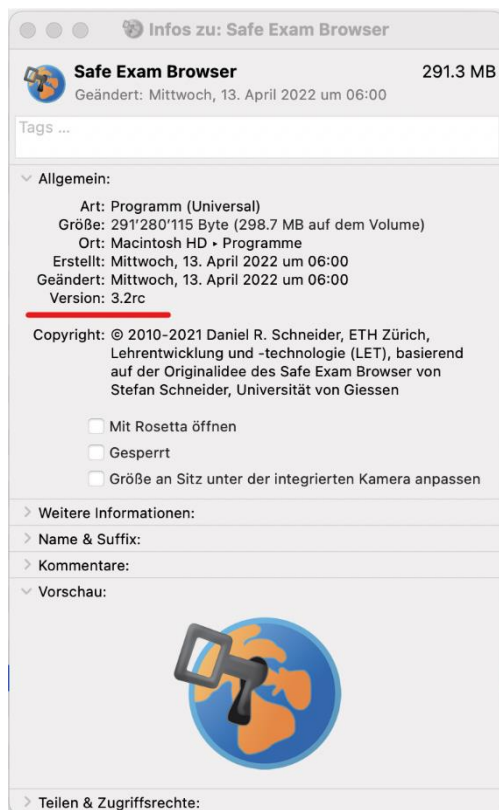 Infos zu: Safe Exam Browser
Safe Exam Browser 291.3 MB
Geändert: Mittwoch, 13. April 2022 um 06:00
Tags ...
Allgemein:
Art: Programm (Universal)
Größe: 291’280’115 Byte (298.7 MB auf dem Volume)
Ort: Macintosh HD ▸ Programme
Erstellt: Mittwoch, 13. April 2022 um 06:00
Geändert: Mittwoch, 13. April 2022 um 06:00
Version: 3.2rc
Copyright: © 2010-2021 Daniel R. Schneider, ETH Zürich,
Lehrentwicklung und -technologie (LET), basierend
auf der Originalidee des Safe Exam Browser von
Stefan Schneider, Universität von Giessen
Mit Rosetta öffnen
Gesperrt
Größe an Sitz unter der integrierten Kamera anpassen
Weitere Informationen:
Name & Suffix:
Kommentare:
Vorschau:
Teilen & Zugriffsrechte: